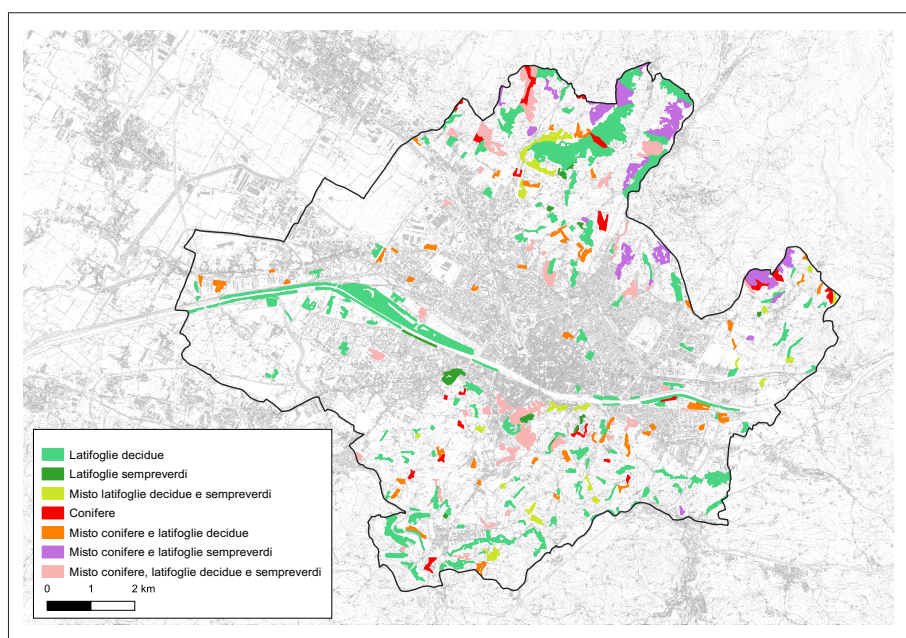 Latifoglie decidue
Latifoglie sempreverdi
Misto latifoglie decidue e sempreverdi
Conifere
Misto conifere e latifoglie decidue
Misto conifere e latifoglie sempreverdi
Misto conifere, latifoglie decidue e sempreverdi
0 1 2 km